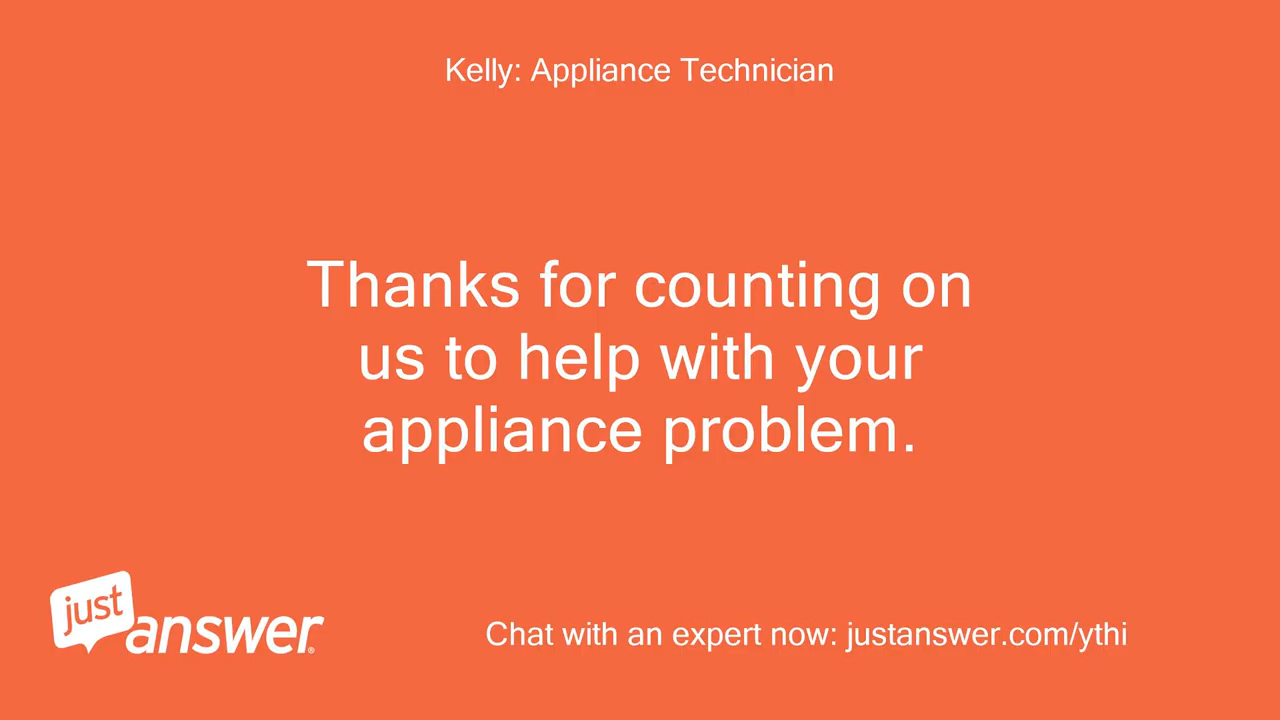 Kelly: Appliance Technician
Thanks for counting on
us to help with your
appliance problem.
just
answer®
Chat with an expert now: justanswer.com/ythi